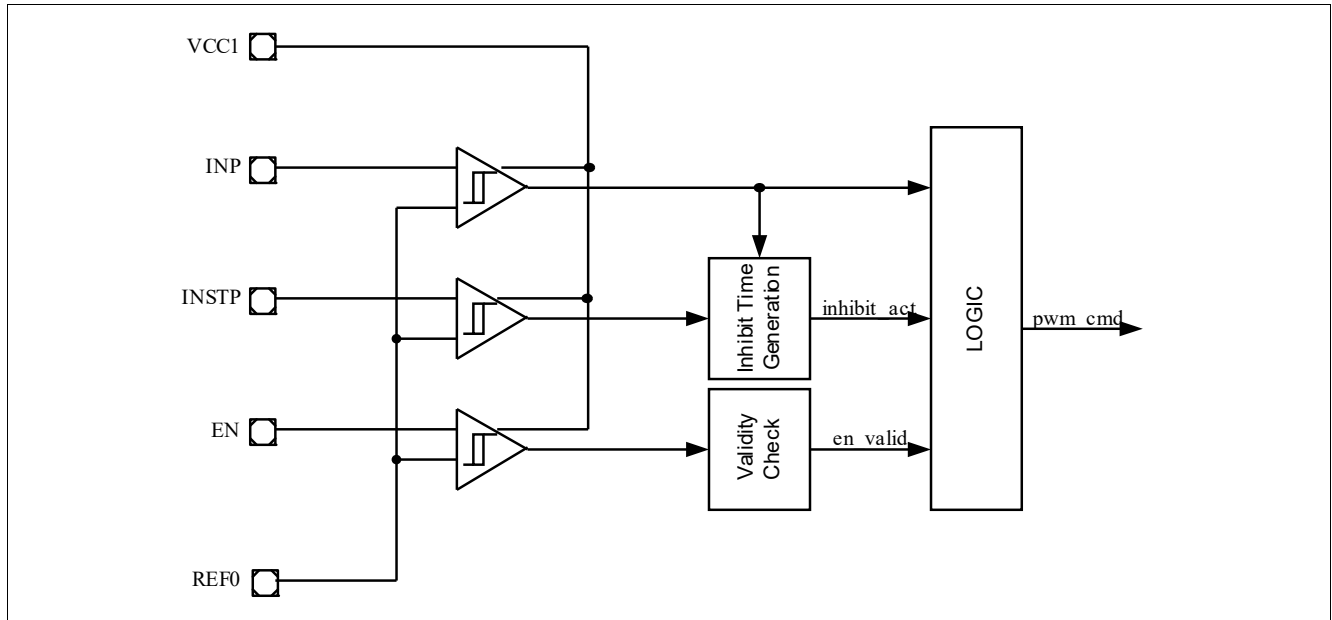 VCC1
INP
INSTP
Inhibit Time
Generation
inhibit_act
LOGIC
pwm_cmd
EN
Validity
Check
en_valid
REF0